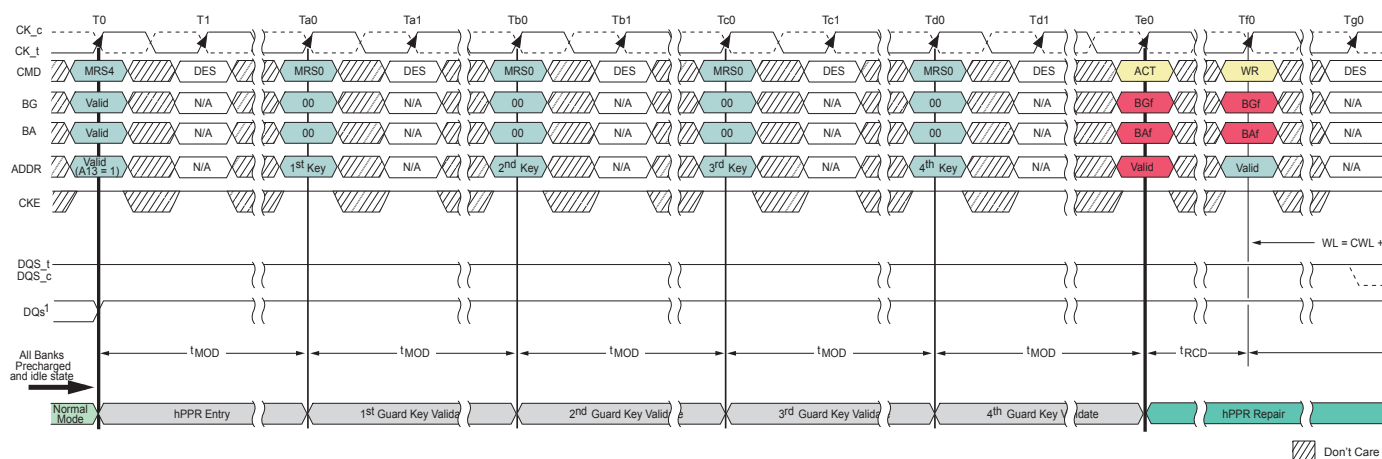 T0 T1 Ta0 Ta1 Tb0 Tb1 Tc0 Tc1 Td0 Td1 Te0 Tf0 Tg0
CK_c
CK_t
CMD MRS4 DES MRS0 DES MRS0 DES MRS0 DES MRS0 DES ACT WR DES
BG Valid N/A 00 N/A 00 N/A 00 N/A 00 N/A BGf BGf N/A
BA Valid N/A 00 N/A 00 N/A 00 N/A 00 N/A BAf BAf N/A
ADDR Valid (A13 = 1) N/A 1st Key N/A 2nd Key N/A 3rd Key N/A 4th Key N/A Valid Valid N/A
CKE
WL = CWL +
DQS_t
DQS_c
DQs1
tMOD tMOD tMOD tMOD tMOD tRCD
All Banks
Precharged
and idle state
Normal Mode hPPR Entry 1st Guard Key Valida 2nd Guard Key Valid e 3rd Guard Key Valida 4th Guard Key V idate hPPR Repair
Don't Care